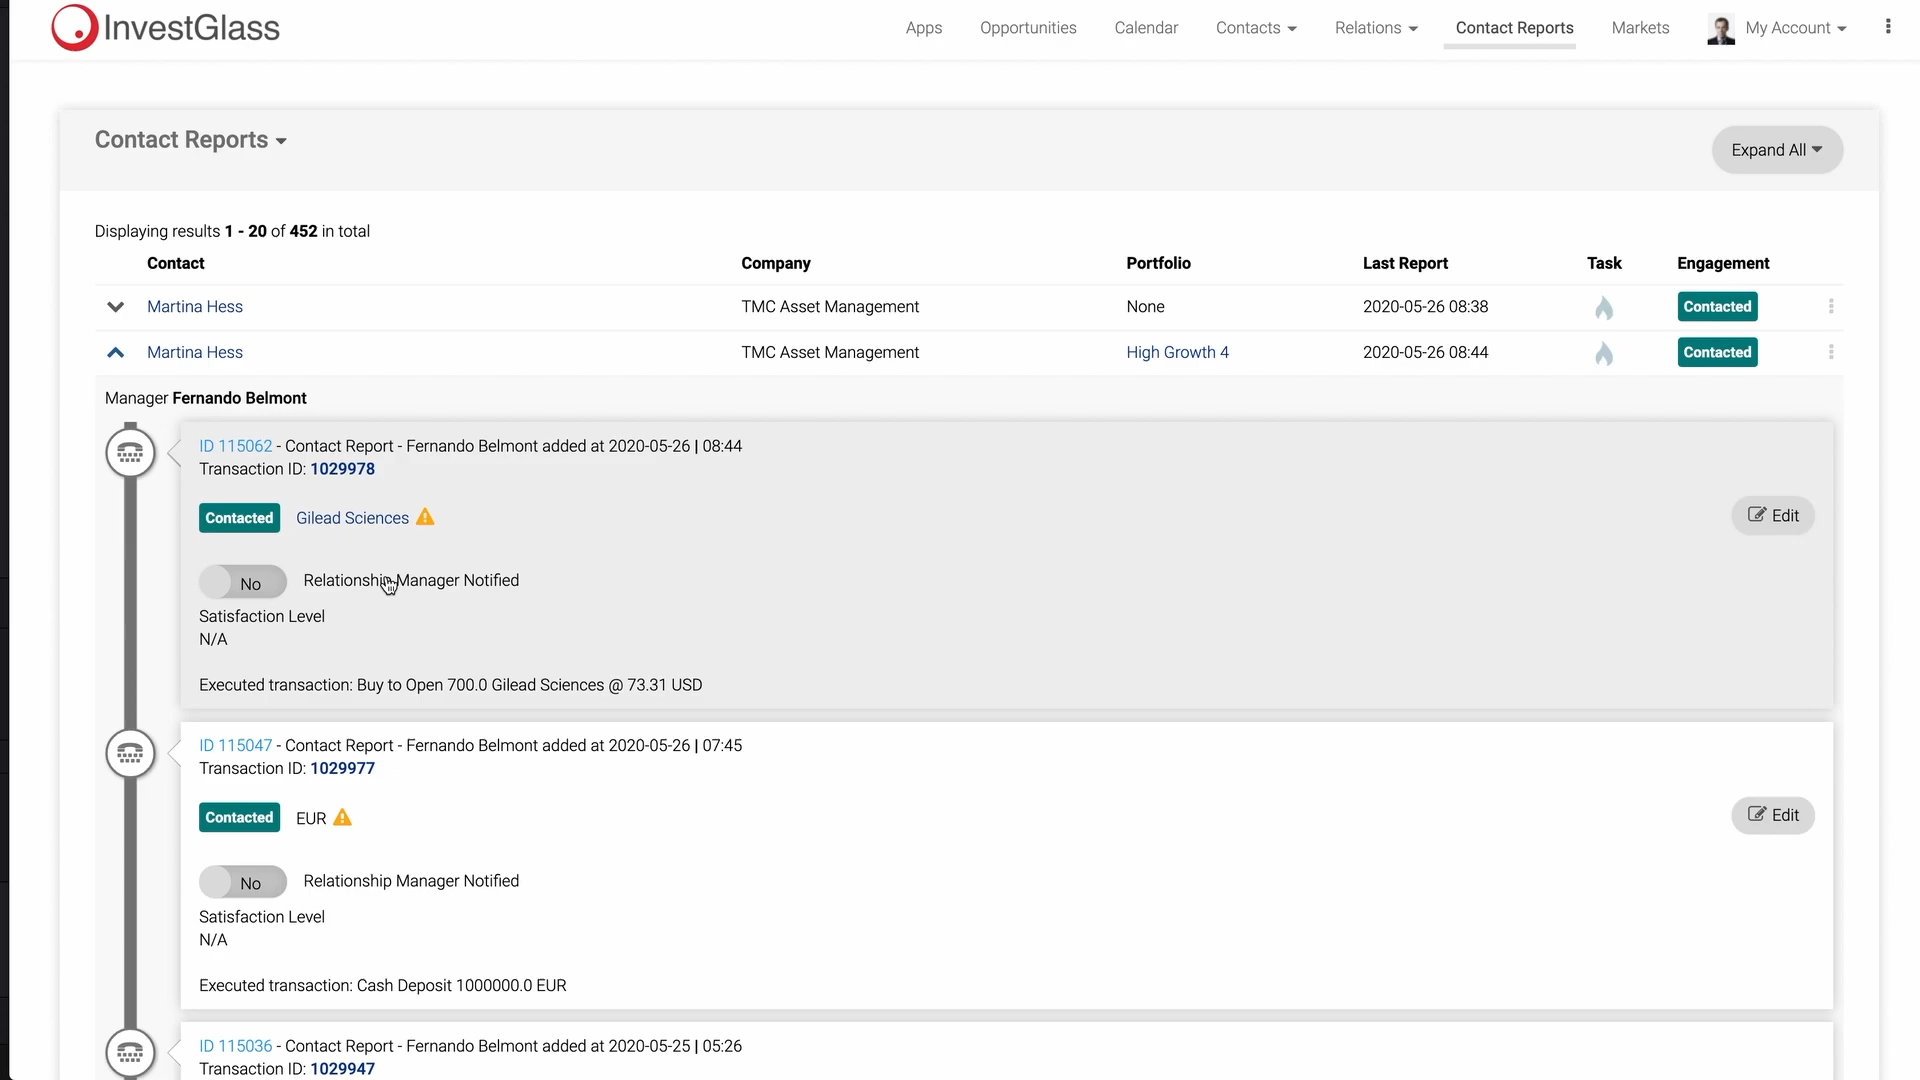 InvestGlass
Apps
Opportunities
Calendar
Contacts
Relations
Contact Reports
Markets
My Account
Contact Reports
Expand All
Displaying results 1 - 20 of 452 in total
Contact Company Portfolio Last Report Task Engagement
Martina Hess TMC Asset Management None 2020-05-26 08:38 Contacted
Martina Hess TMC Asset Management High Growth 4 2020-05-26 08:44 Contacted
Manager Fernando Belmont
ID 115062 - Contact Report - Fernando Belmont added at 2020-05-26 | 08:44
Transaction ID: 1029978
Contacted Gilead Sciences
Edit
No Relationship Manager Notified
Satisfaction Level
N/A
Executed transaction: Buy to Open 700.0 Gilead Sciences @ 73.31 USD
ID 115047 - Contact Report - Fernando Belmont added at 2020-05-26 | 07:45
Transaction ID: 1029977
Contacted EUR
Edit
No Relationship Manager Notified
Satisfaction Level
N/A
Executed transaction: Cash Deposit 1000000.0 EUR
ID 115036 - Contact Report - Fernando Belmont added at 2020-05-25 | 05:26
Transaction ID: 1029947